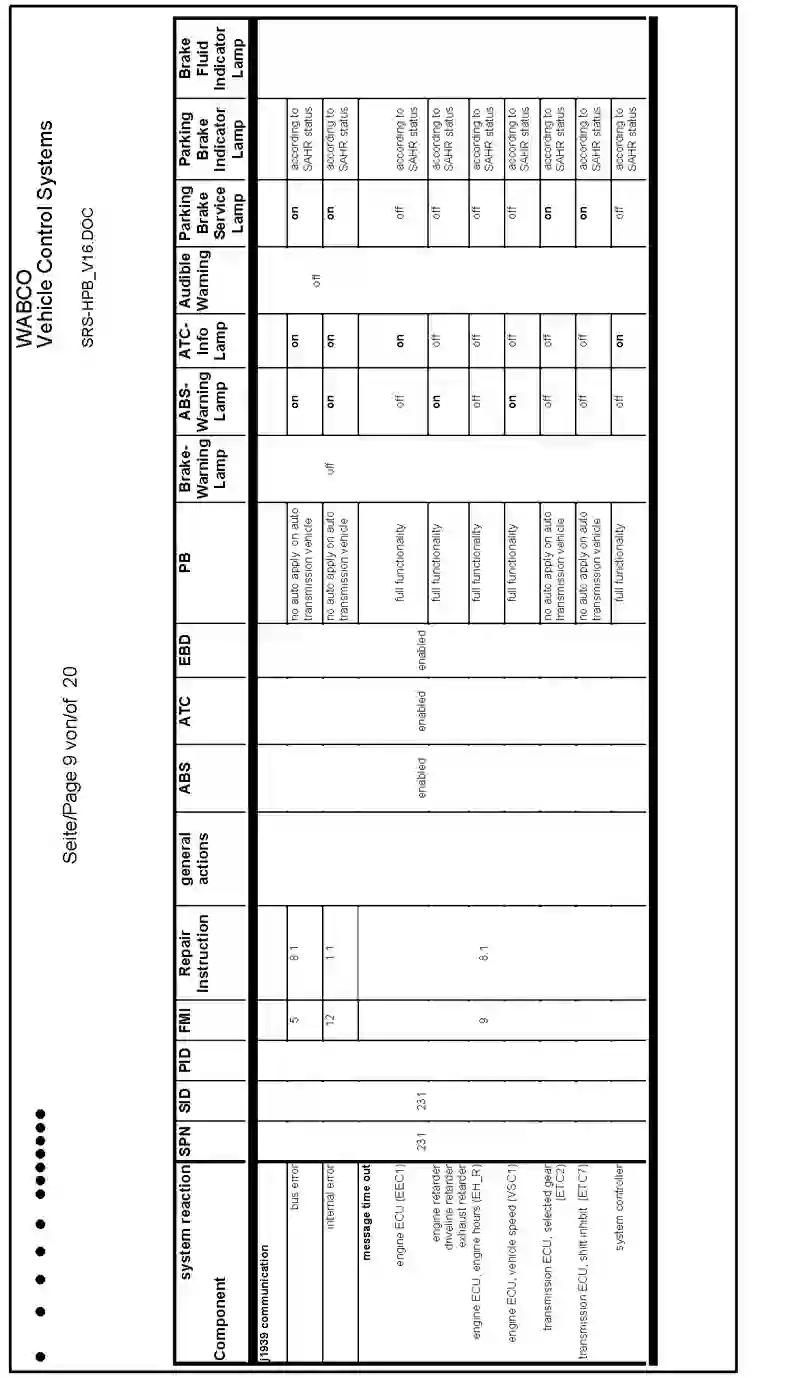 WABCO
Vehicle Control Systems
SRS-HPB_V16.DOC
Seite/Page 9 von/of 20
system reaction
Component
SPN
SID
PID
FMI
Repair
Instruction
general
actions
ABS
ATC
EBD
PB
Brake-
Warning
Lamp
ABS-
Warning
Lamp
ATC-
Info
Lamp
Audible
Warning
Parking
Brake
Service
Lamp
Parking
Brake
Indicator
Lamp
Brake
Fluid
Indicator
Lamp
j1939 communication
231
231
enabled
enabled
enabled
off
off
bus error
5
8.1
no auto apply on auto
transmission vehicle
on
on
on
according to
SAHR status
internal error
12
1.1
no auto apply on auto
transmission vehicle
on
on
on
according to
SAHR status
message time out
9
8.1
engine ECU (EEC1)
full functionality
off
on
off
according to
SAHR status
engine retarder
driveline retarder
exhaust retarder
full functionality
on
off
off
according to
SAHR status
engine ECU, engine hours (EH_R)
full functionality
off
off
off
according to
SAHR status
engine ECU, vehicle speed (VSC1)
full functionality
on
off
off
according to
SAHR status
transmission ECU, selected gear
(ETC2)
no auto apply on auto
transmission vehicle
off
off
on
according to
SAHR status
transmission ECU, shift inhibit (ETC7)
no auto apply on auto
transmission vehicle
off
off
on
according to
SAHR status
system controller
full functionality
off
on
off
according to
SAHR status